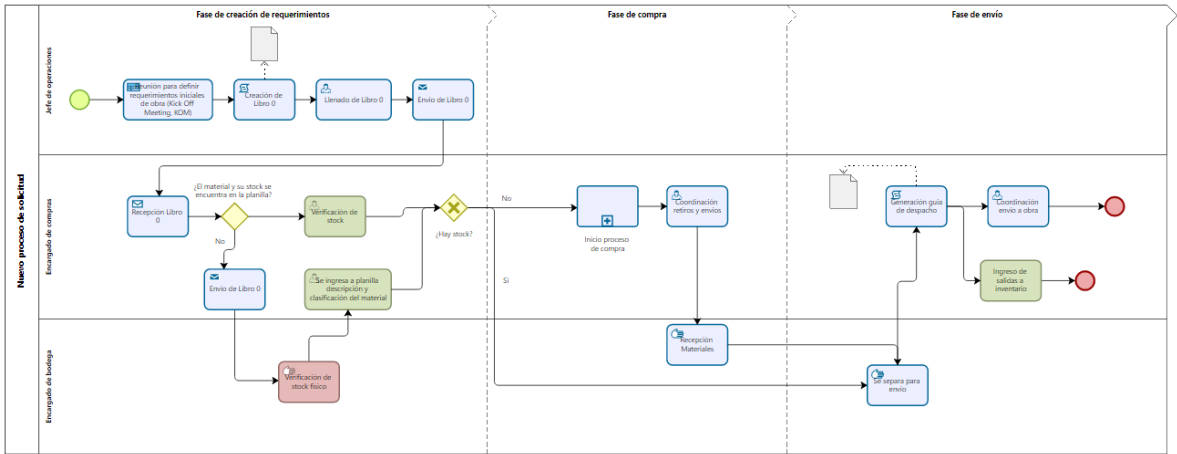 Fase de creación de requerimientos
Fase de compra
Fase de envío
Nuevo proceso de solicitud
Jefe de operaciones
Reunión para definir
requerimientos iniciales
de obra (Kick Off
Meeting, KOM)
Creación de
Libro 0
Llenado de Libro 0
Envío de Libro 0
Encargado de compras
Recepción Libro
0
¿El material y su stock se
encuentra en la planilla?
No
Verificación de
stock
¿Hay stock?
No
Si
Envío de Libro 0
Se ingresa a planilla
descripción y
clasificación del material
Inicio proceso
de compra
Coordinación
retiros y envios
Generación guía
de despacho
Coordinación
envio a obra
Ingreso de
salidas a
inventario
Encargado de bodega
Verificación de
stock fisico
Recepción
Materiales
Se separa para
envio